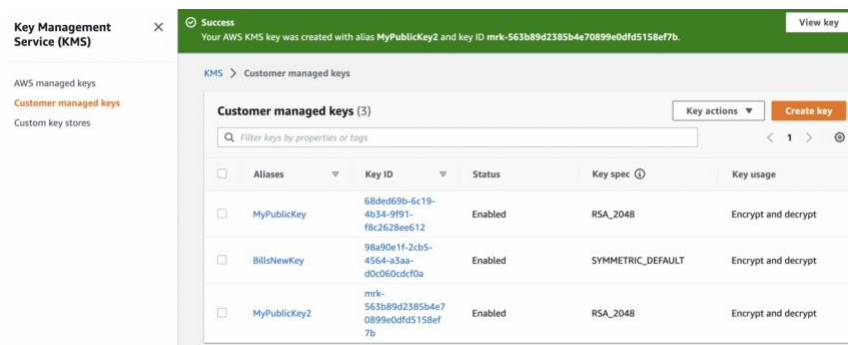 Key Management
Service (KMS)
AWS managed keys
Customer managed keys
Custom key stores
Success
Your AWS KMS key was created with alias MyPublicKey2 and key ID mrk-563b89d2385b4e70899e0dfd5158ef7b.
View key
KMS > Customer managed keys
Customer managed keys (3)
Key actions
Create key
Filter keys by properties or tags
1
Aliases Key ID Status Key spec Key usage
MyPublicKey 68ded69b-6c19-4b34-9f91-f8c2628ee612 Enabled RSA_2048 Encrypt and decrypt
BillsNewKey 98a90e1f-2cb5-4564-a3aa-d0c060cdcf0a Enabled SYMMETRIC_DEFAULT Encrypt and decrypt
MyPublicKey2 mrk-563b89d2385b4e70899e0dfd5158ef7b Enabled RSA_2048 Encrypt and decrypt